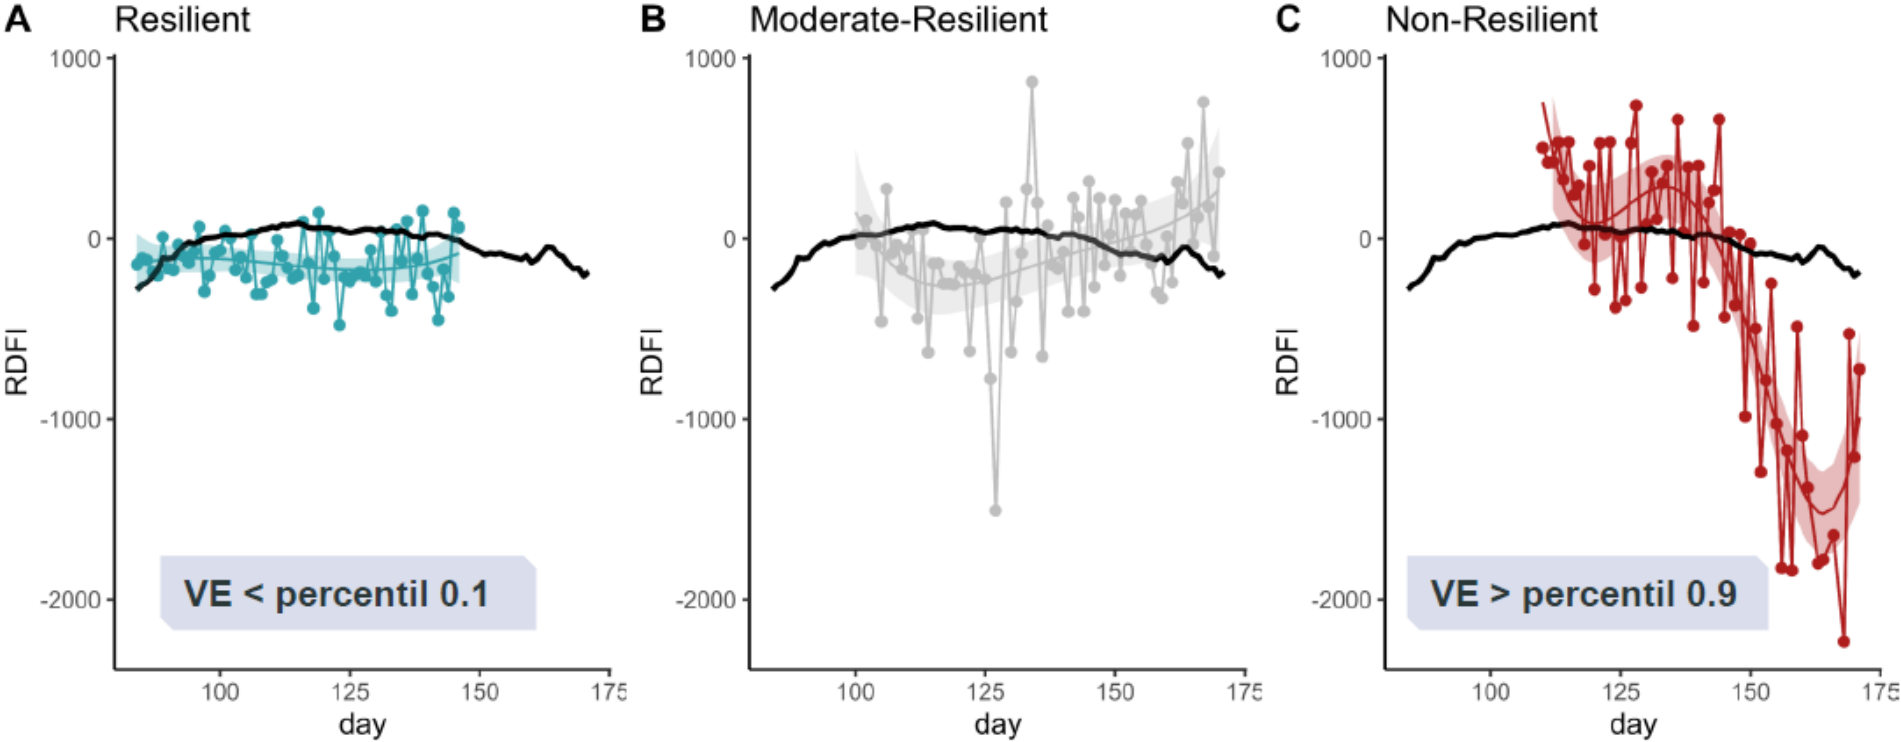 A Resilient
1000
0
-1000
-2000
RDFI
VE < percentil 0.1
100 125 150 175
day
B Moderate-Resilient
1000
0
-1000
-2000
RDFI
100 125 150 175
day
C Non-Resilient
1000
0
-1000
-2000
RDFI
VE > percentil 0.9
100 125 150 175
day